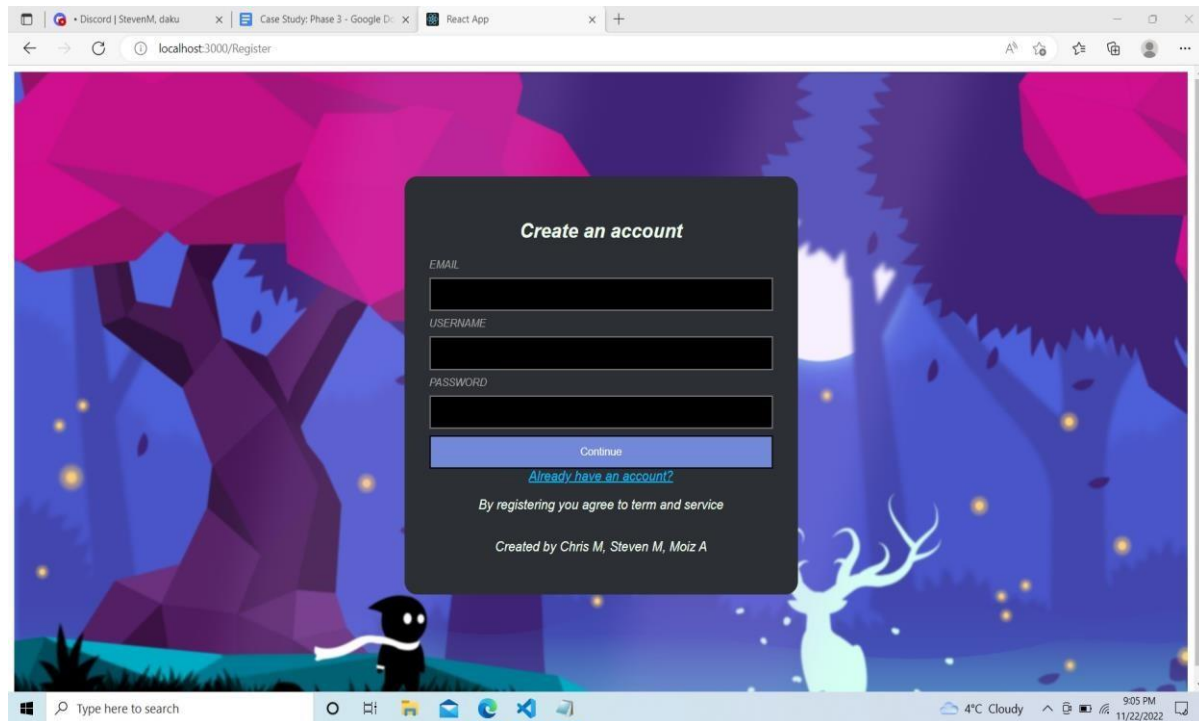 • Discord | StevenM, daku
Case Study: Phase 3 - Google Do
React App
localhost:3000/Register
Create an account
EMAIL
USERNAME
PASSWORD
Continue
Already have an account?
By registering you agree to term and service
Created by Chris M, Steven M, Moiz A
Type here to search
4°C Cloudy
9:05 PM
11/22/2022